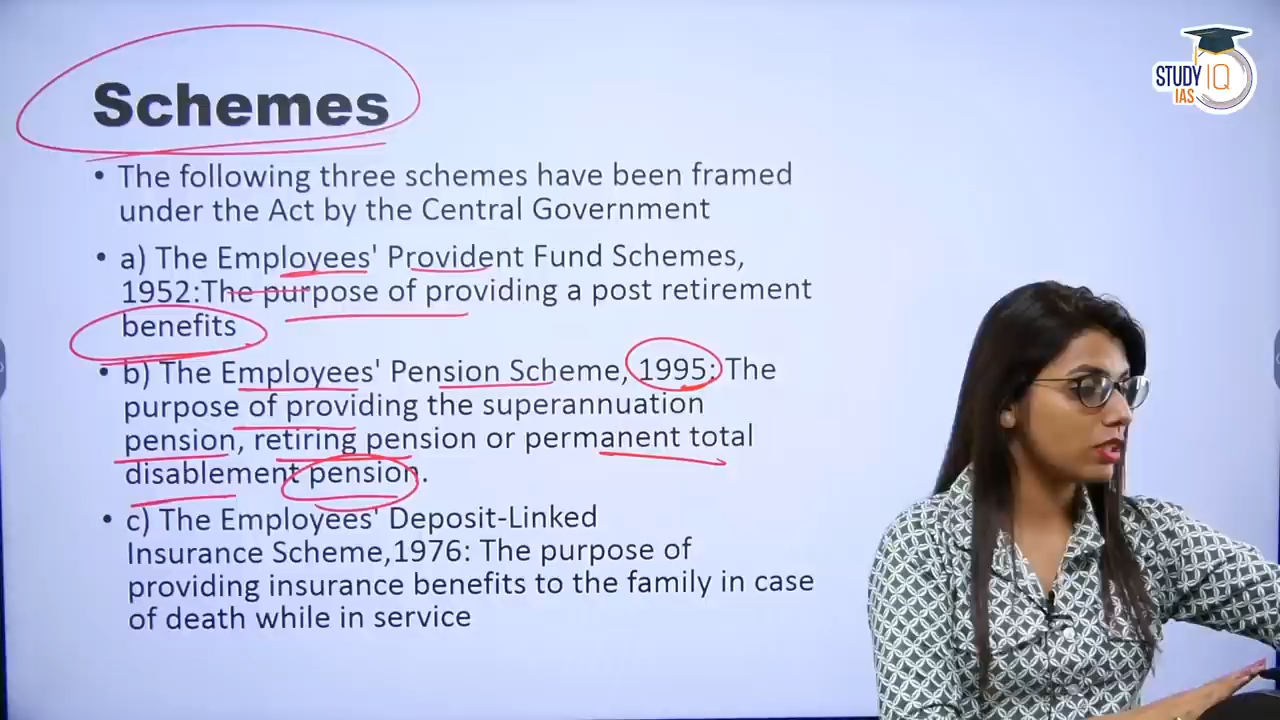 Schemes
• The following three schemes have been framed
under the Act by the Central Government
• a) The Employees' Provident Fund Schemes,
1952:The purpose of providing a post retirement
benefits
• b) The Employees' Pension Scheme, 1995: The
purpose of providing the superannuation
pension, retiring pension or permanent total
disablement pension.
• c) The Employees' Deposit-Linked
Insurance Scheme,1976: The purpose of
providing insurance benefits to the family in case
of death while in service
STUDY IQ
IAS